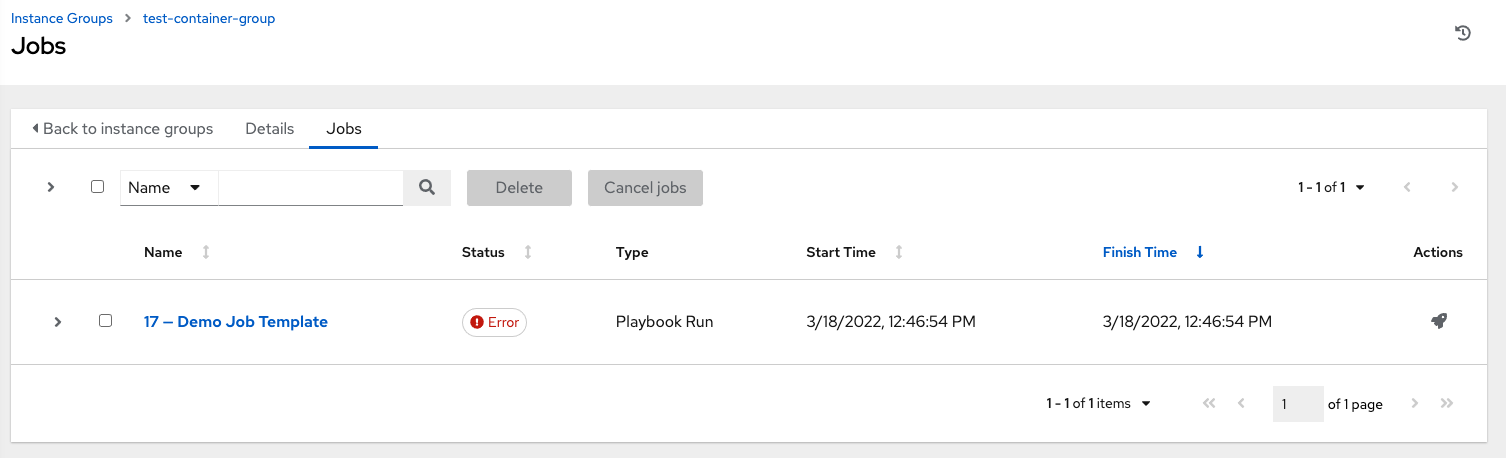 Instance Groups > test-container-group
Jobs
Back to instance groups Details Jobs
Name Delete Cancel jobs 1 - 1 of 1
Name Status Type Start Time Finish Time Actions
17 — Demo Job Template Error Playbook Run 3/18/2022, 12:46:54 PM 3/18/2022, 12:46:54 PM
1 - 1 of 1 items 1 of 1 page